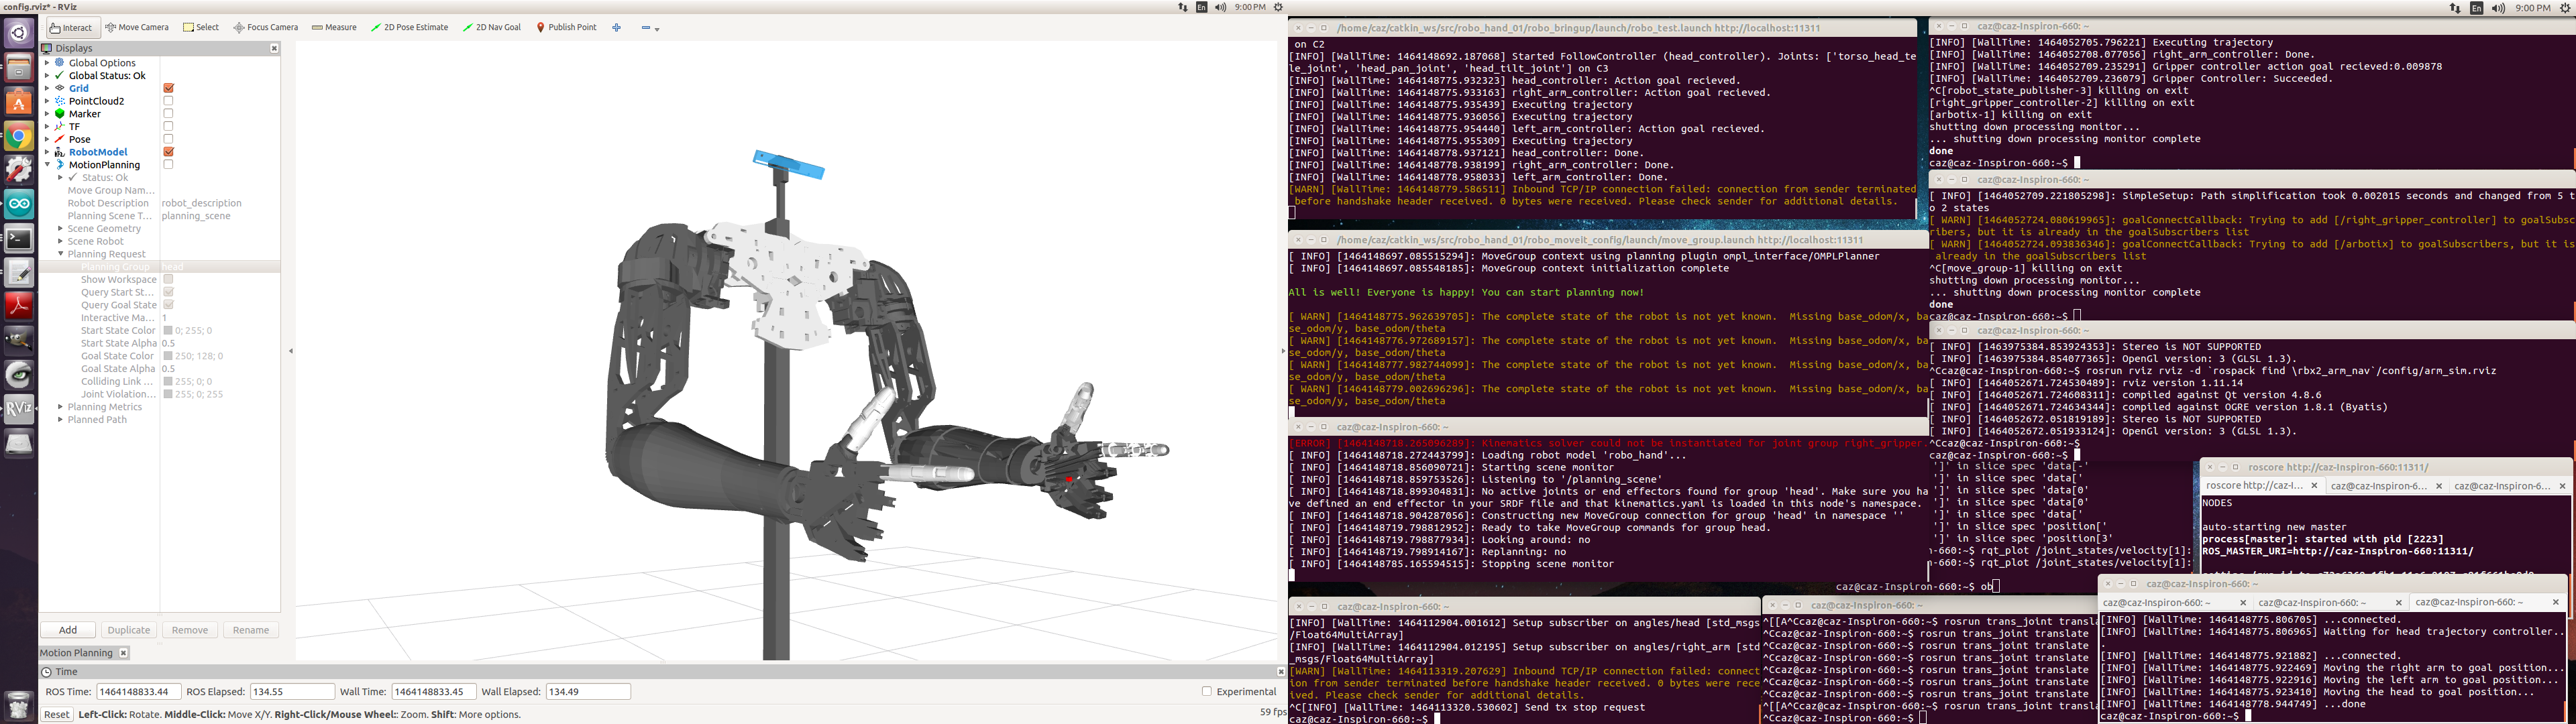 config.rviz* - RViz
En 9:00 PM
Interact Move Camera Select Focus Camera Measure 2D Pose Estimate 2D Nav Goal Publish Point
Displays
Global Options
Global Status: Ok
Grid
PointCloud2
Marker
TF
Pose
RobotModel
MotionPlanning
Status: Ok
Move Group Nam...
Robot Description robot_description
Planning Scene T... planning_scene
Scene Geometry
Scene Robot
Planning Request
Planning Group head
Show Workspace
Query Start St...
Query Goal State
Interactive Ma... 1
Start State Color 0; 255; 0
Start State Alpha 0.5
Goal State Color 250; 128; 0
Goal State Alpha 0.5
Colliding Link ... 255; 0; 0
Joint Violation... 255; 0; 255
Planning Metrics
Planned Path
Add Duplicate Remove Rename
Motion Planning
Time
ROS Time: 1464148833.44 ROS Elapsed: 134.55 Wall Time: 1464148833.45 Wall Elapsed: 134.49 Experimental
Reset Left-Click: Rotate. Middle-Click: Move X/Y. Right-Click/Mouse Wheel:: Zoom. Shift: More options. 59 fps
RViz
/home/caz/catkin_ws/src/robo_hand_01/robo_bringup/launch/robo_test.launch http://localhost:11311
on C2
[INFO] [WallTime: 1464148692.187068] Started FollowController (head_controller). Joints: ['torso_head_te
le_joint', 'head_pan_joint', 'head_tilt_joint'] on C3
[INFO] [WallTime: 1464148775.932323] head_controller: Action goal recieved.
[INFO] [WallTime: 1464148775.933163] right_arm_controller: Action goal recieved.
[INFO] [WallTime: 1464148775.935439] Executing trajectory
[INFO] [WallTime: 1464148775.936056] Executing trajectory
[INFO] [WallTime: 1464148775.954440] left_arm_controller: Action goal recieved.
[INFO] [WallTime: 1464148775.955309] Executing trajectory
[INFO] [WallTime: 1464148778.937121] head_controller: Done.
[INFO] [WallTime: 1464148778.938199] right_arm_controller: Done.
[INFO] [WallTime: 1464148778.958033] left_arm_controller: Done.
[WARN] [WallTime: 1464148779.586511] Inbound TCP/IP connection failed: connection from sender terminated
before handshake header received. 0 bytes were received. Please check sender for additional details.
/home/caz/catkin_ws/src/robo_hand_01/robo_moveit_config/launch/move_group.launch http://localhost:11311
[ INFO] [1464148697.085515294]: MoveGroup context using planning plugin ompl_interface/OMPLPlanner
[ INFO] [1464148697.085548185]: MoveGroup context initialization complete
All is well! Everyone is happy! You can start planning now!
[ WARN] [1464148775.962639705]: The complete state of the robot is not yet known.  Missing base_odom/x, ba
se_odom/y, base_odom/theta
[ WARN] [1464148776.972689157]: The complete state of the robot is not yet known.  Missing base_odom/x, ba
se_odom/y, base_odom/theta
[ WARN] [1464148777.982744099]: The complete state of the robot is not yet known.  Missing base_odom/x, ba
se_odom/y, base_odom/theta
[ WARN] [1464148779.002696296]: The complete state of the robot is not yet known.  Missing base_odom/x, ba
se_odom/y, base_odom/theta
caz@caz-Inspiron-660: ~
[ERROR] [1464148718.265096289]: Kinematics solver could not be instantiated for joint group right_gripper.
[ INFO] [1464148718.272443799]: Loading robot model 'robo_hand'...
[ INFO] [1464148718.856090721]: Starting scene monitor
[ INFO] [1464148718.859753526]: Listening to '/planning_scene'
[ INFO] [1464148718.899304831]: No active joints or end effectors found for group 'head'. Make sure you ha
ve defined an end effector in your SRDF file and that kinematics.yaml is loaded in this node's namespace.
[ INFO] [1464148718.904287056]: Constructing new MoveGroup connection for group 'head' in namespace ''
[ INFO] [1464148719.798812952]: Ready to take MoveGroup commands for group head.
[ INFO] [1464148719.798877934]: Looking around: no
[ INFO] [1464148719.798914167]: Replanning: no
[ INFO] [1464148785.165594515]: Stopping scene monitor
caz@caz-Inspiron-660: ~
[INFO] [WallTime: 1464112904.001612] Setup subscriber on angles/head [std_msgs
/Float64MultiArray]
[INFO] [WallTime: 1464112904.012195] Setup subscriber on angles/right_arm [std
_msgs/Float64MultiArray]
[WARN] [WallTime: 1464113319.207629] Inbound TCP/IP connection failed: connect
ion from sender terminated before handshake header received. 0 bytes were rece
ived. Please check sender for additional details.
^C[INFO] [WallTime: 1464113320.530602] Send tx stop request
caz@caz-Inspiron-660:~$
caz@caz-Inspiron-660: ~
^[[A^Ccaz@caz-Inspiron-660:~$ rosrun trans_joint transla
^Ccaz@caz-Inspiron-660:~$ rosrun trans_joint translate
^Ccaz@caz-Inspiron-660:~$ rosrun trans_joint translate
^Ccaz@caz-Inspiron-660:~$ rosrun trans_joint translate
^Ccaz@caz-Inspiron-660:~$ rosrun trans_joint translate
^Ccaz@caz-Inspiron-660:~$ rosrun trans_joint translate
^Ccaz@caz-Inspiron-660:~$ rosrun trans_joint translate
^[[A^Ccaz@caz-Inspiron-660:~$ rosrun trans_joint transla
^Ccaz@caz-Inspiron-660:~$
En 9:00 PM
caz@caz-Inspiron-660: ~
[INFO] [WallTime: 1464052705.796221] Executing trajectory
[INFO] [WallTime: 1464052708.077056] right_arm_controller: Done.
[INFO] [WallTime: 1464052709.235291] Gripper controller action goal recieved:0.009878
[INFO] [WallTime: 1464052709.236079] Gripper Controller: Succeeded.
^C[robot_state_publisher-3] killing on exit
[right_gripper_controller-2] killing on exit
[arbotix-1] killing on exit
shutting down processing monitor...
... shutting down processing monitor complete
done
caz@caz-Inspiron-660:~$
caz@caz-Inspiron-660: ~
[ INFO] [1464052709.221805298]: SimpleSetup: Path simplification took 0.002015 seconds and changed from 5 t
o 2 states
[ WARN] [1464052724.080619965]: goalConnectCallback: Trying to add [/right_gripper_controller] to goalSubsc
ribers, but it is already in the goalSubscribers list
[ WARN] [1464052724.093836346]: goalConnectCallback: Trying to add [/arbotix] to goalSubscribers, but it is
already in the goalSubscribers list
^C[move_group-1] killing on exit
shutting down processing monitor...
... shutting down processing monitor complete
done
caz@caz-Inspiron-660:~$
caz@caz-Inspiron-660: ~
[ INFO] [1463975384.853924353]: Stereo is NOT SUPPORTED
[ INFO] [1463975384.854077365]: OpenGl version: 3 (GLSL 1.3).
^Ccaz@caz-Inspiron-660:~$ rosrun rviz rviz -d `rospack find \rbx2_arm_nav`/config/arm_sim.rviz
[ INFO] [1464052671.724530489]: rviz version 1.11.14
[ INFO] [1464052671.724608311]: compiled against Qt version 4.8.6
[ INFO] [1464052671.724634344]: compiled against OGRE version 1.8.1 (Byatis)
[ INFO] [1464052672.051819189]: Stereo is NOT SUPPORTED
[ INFO] [1464052672.051933124]: OpenGl version: 3 (GLSL 1.3).
^Ccaz@caz-Inspiron-660:~$
caz@caz-Inspiron-660:~$
']' in slice spec 'data[-'
']' in slice spec 'data['
']' in slice spec 'data[0'
']' in slice spec 'data[0'
']' in slice spec 'data['
']' in slice spec 'position['
']' in slice spec 'position[3'
n-660:~$ rqt_plot /joint_states/velocity[1]:
n-660:~$ rqt_plot /joint_states/velocity[1]:
caz@caz-Inspiron-660:~$ ob
roscore http://caz-Inspiron-660:11311/
roscore http://caz-I... caz@caz-Inspiron-6... caz@caz-Inspiron-6...
NODES
auto-starting new master
process[master]: started with pid [2223]
ROS_MASTER_URI=http://caz-Inspiron-660:11311/
caz@caz-Inspiron-660: ~
caz@caz-Inspiron-660: ~ caz@caz-Inspiron-660: ~ caz@caz-Inspiron-660: ~
[INFO] [WallTime: 1464148775.806705] ...connected.
[INFO] [WallTime: 1464148775.806965] Waiting for head trajectory controller..
.
[INFO] [WallTime: 1464148775.921882] ...connected.
[INFO] [WallTime: 1464148775.922469] Moving the right arm to goal position...
[INFO] [WallTime: 1464148775.922916] Moving the left arm to goal position...
[INFO] [WallTime: 1464148775.923410] Moving the head to goal position...
[INFO] [WallTime: 1464148778.944749] ...done
caz@caz-Inspiron-660:~$